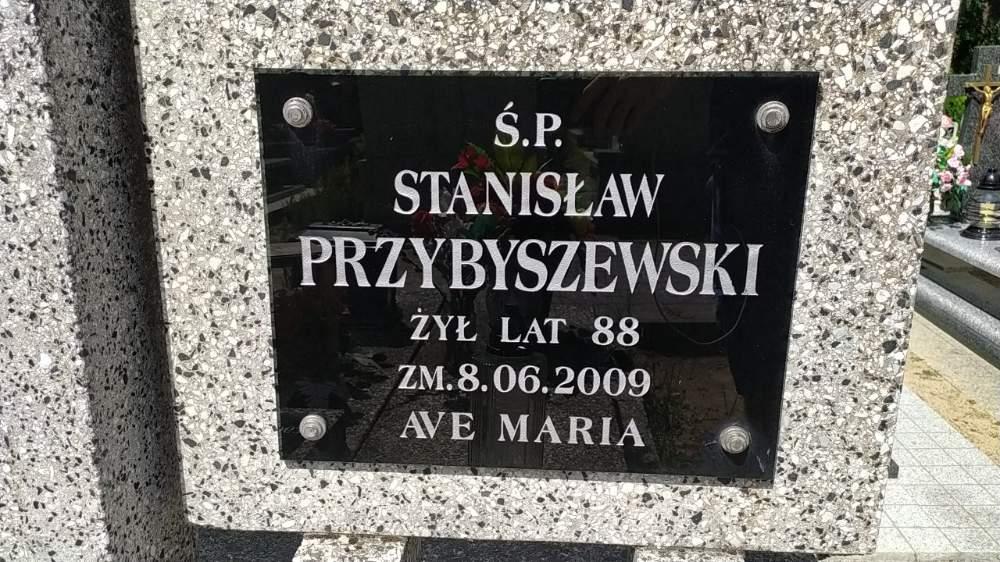 Ś.P.
STANISŁAW
PRZYBYSZEWSKI
ŻYŁ LAT 88
ZM. 8.06.2009
AVE MARIA